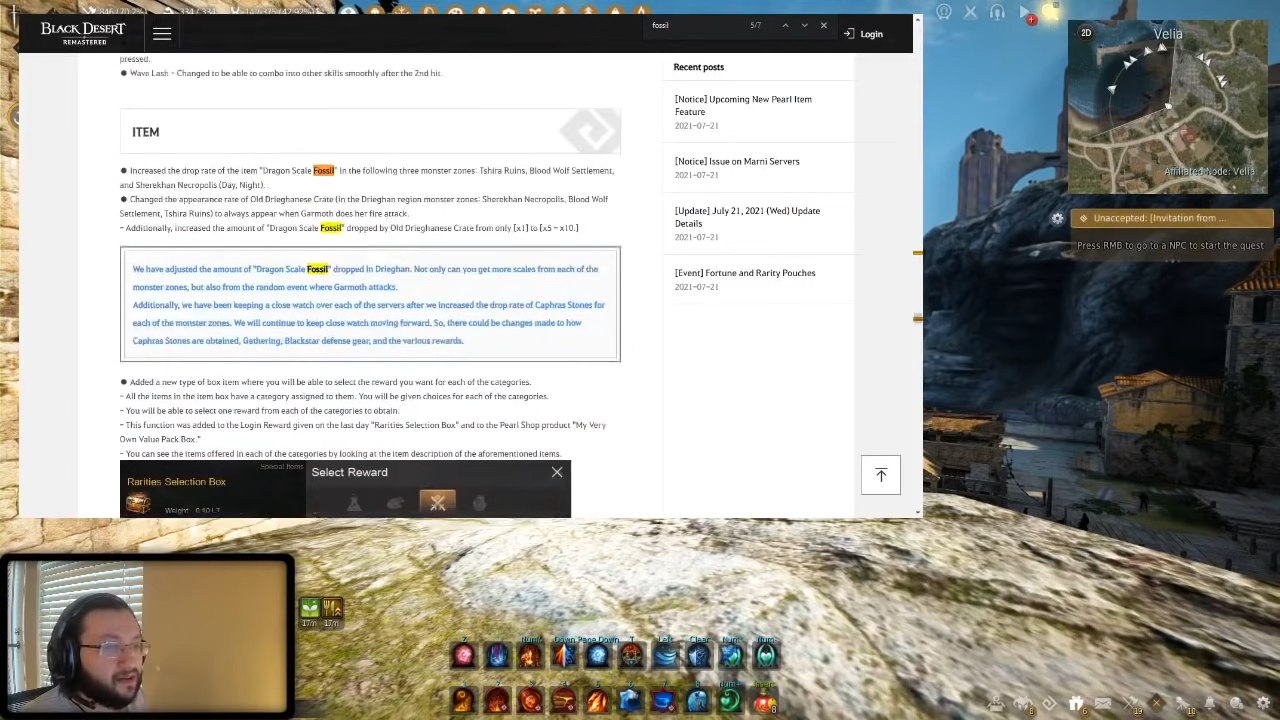 BLACK DESERT
REMASTERED
fossil
5/7
Login
pressed.
● Wave Lash - Changed to be able to combo into other skills smoothly after the 2nd hit.
ITEM
● Increased the drop rate of the item "Dragon Scale Fossil" in the following three monster zones: Tshira Ruins, Blood Wolf Settlement,
and Sherekhan Necropolis (Day, Night).
● Changed the appearance rate of Old Drieghanese Crate (in the Drieghan region monster zones: Sherekhan Necropolis, Blood Wolf
Settlement, Tshira Ruins) to always appear when Garmoth does her fire attack.
- Additionally, increased the amount of "Dragon Scale Fossil" dropped by Old Drieghanese Crate from only [x1] to [x5 ~ x10.]
We have adjusted the amount of "Dragon Scale Fossil" dropped in Drieghan. Not only can you get more scales from each of the
monster zones, but also from the random event where Garmoth attacks.
Additionally, we have been keeping a close watch over each of the servers after we increased the drop rate of Caphras Stones for
each of the monster zones. We will continue to keep close watch moving forward. So, there could be changes made to how
Caphras Stones are obtained, Gathering, Blackstar defense gear, and the various rewards.
● Added a new type of box item where you will be able to select the reward you want for each of the categories.
- All the items in the item box have a category assigned to them. You will be given choices for each of the categories.
- You will be able to select one reward from each of the categories to obtain.
- This function was added to the Login Reward given on the last day "Rarities Selection Box" and to the Pearl Shop product "My Very
Own Value Pack Box."
- You can see the items offered in each of the categories by looking at the item description of the aforementioned items.
Special Items
Rarities Selection Box
Weight: 0.10 LT
Select Reward
Recent posts
[Notice] Upcoming New Pearl Item
Feature
2021-07-21
[Notice] Issue on Marni Servers
2021-07-21
[Update] July 21, 2021 (Wed) Update
Details
2021-07-21
[Event] Fortune and Rarity Pouches
2021-07-21
2D
Velia
Affiliated Node: Velia
Unaccepted: [Invitation from ...
Press RMB to go to a NPC to start the quest
17m 17m
Z
Down Page Down
T
Left
Clear
8
6
19
10